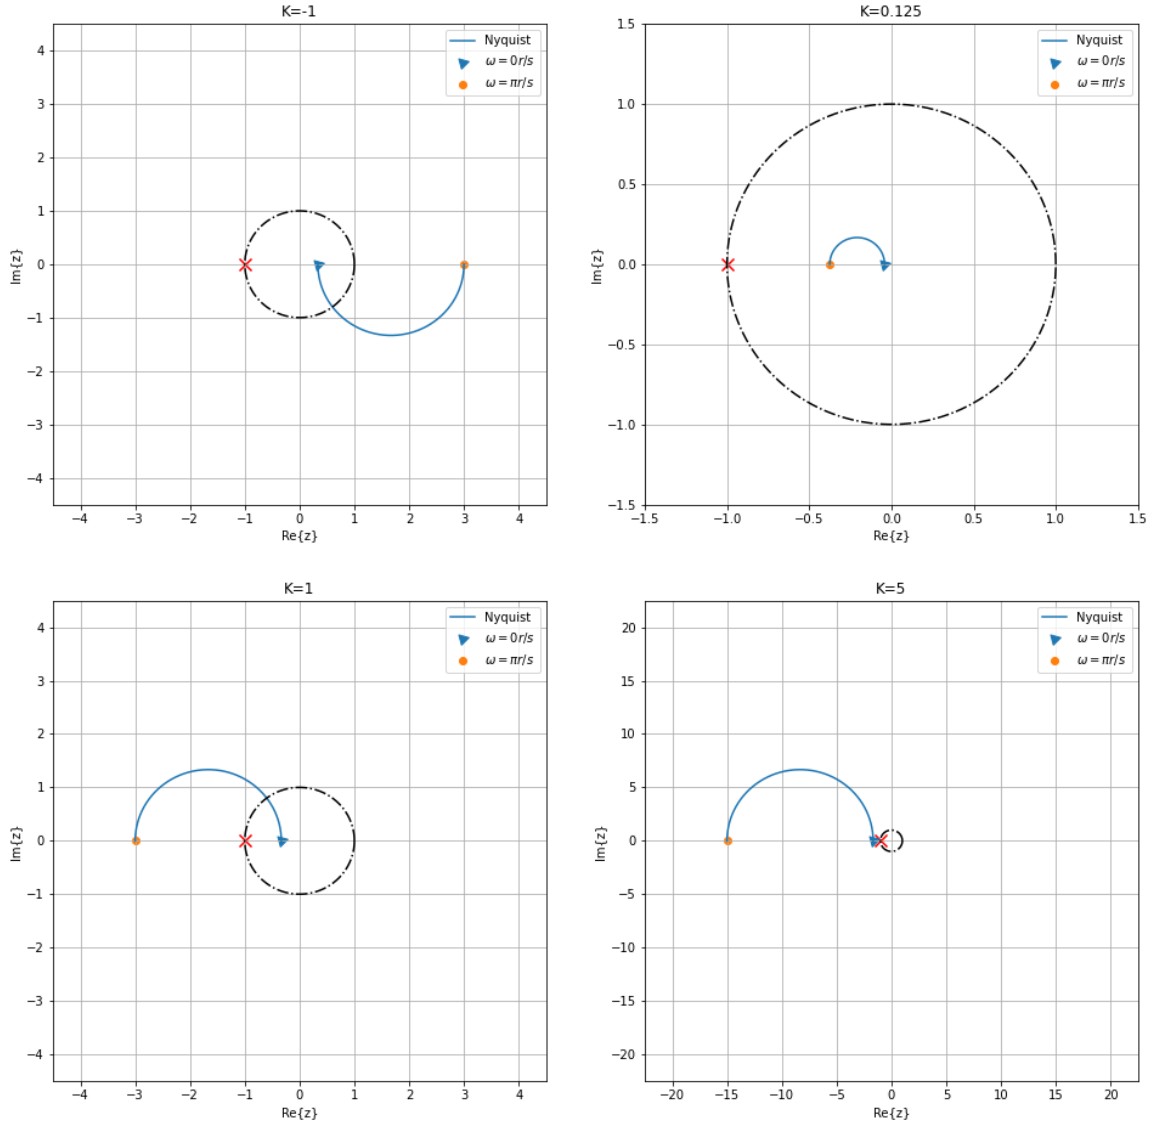 K=-1
Nyquist
ω = 0r/s
ω = πr/s
4
3
2
1
0
−1
−2
−3
−4
Im{z}
−4 −3 −2 −1 0 1 2 3 4
Re{z}
K=0.125
Nyquist
ω = 0r/s
ω = πr/s
1.5
1.0
0.5
0.0
−0.5
−1.0
−1.5
Im{z}
−1.5 −1.0 −0.5 0.0 0.5 1.0 1.5
Re{z}
K=1
Nyquist
ω = 0r/s
ω = πr/s
4
3
2
1
0
−1
−2
−3
−4
Im{z}
−4 −3 −2 −1 0 1 2 3 4
Re{z}
K=5
Nyquist
ω = 0r/s
ω = πr/s
20
15
10
5
0
−5
−10
−15
−20
Im{z}
−20 −15 −10 −5 0 5 10 15 20
Re{z}